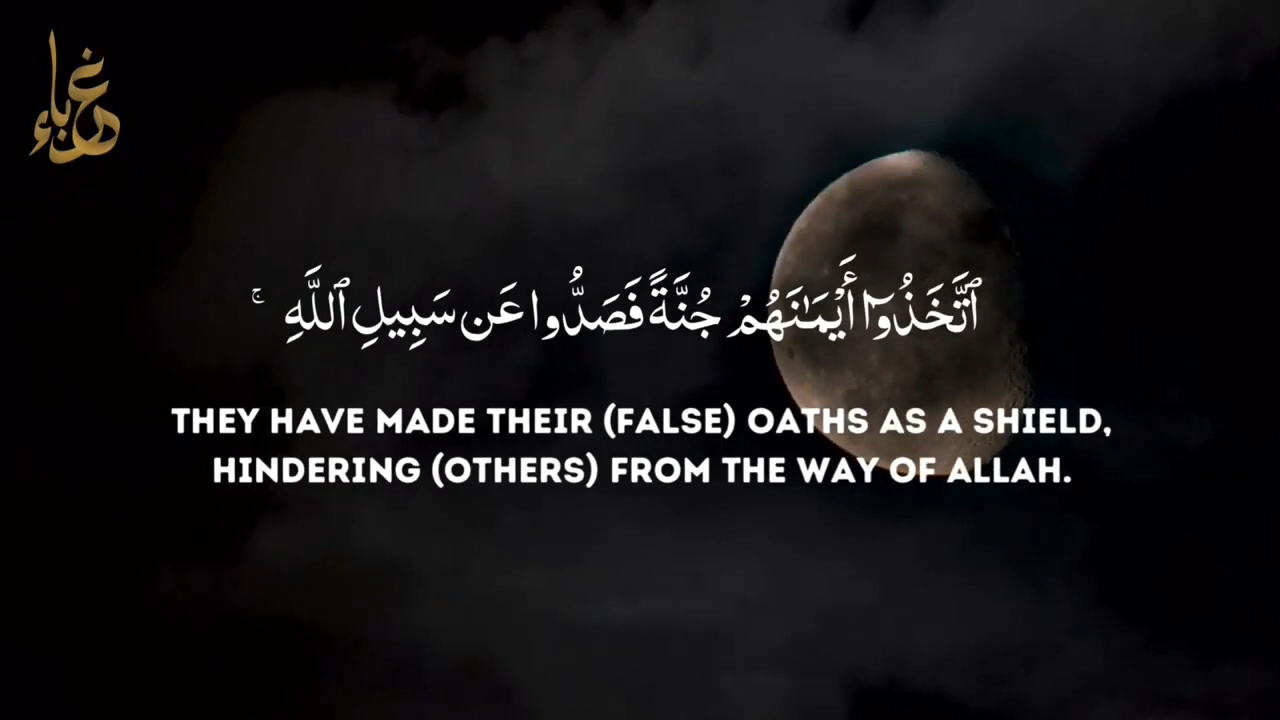 غرباء
ٱتَّخَذُوٓا۟ أَيْمَـٰنَهُمْ جُنَّةً فَصَدُّوا۟ عَن سَبِيلِ ٱللَّهِ ۚ
THEY HAVE MADE THEIR (FALSE) OATHS AS A SHIELD,
HINDERING (OTHERS) FROM THE WAY OF ALLAH.